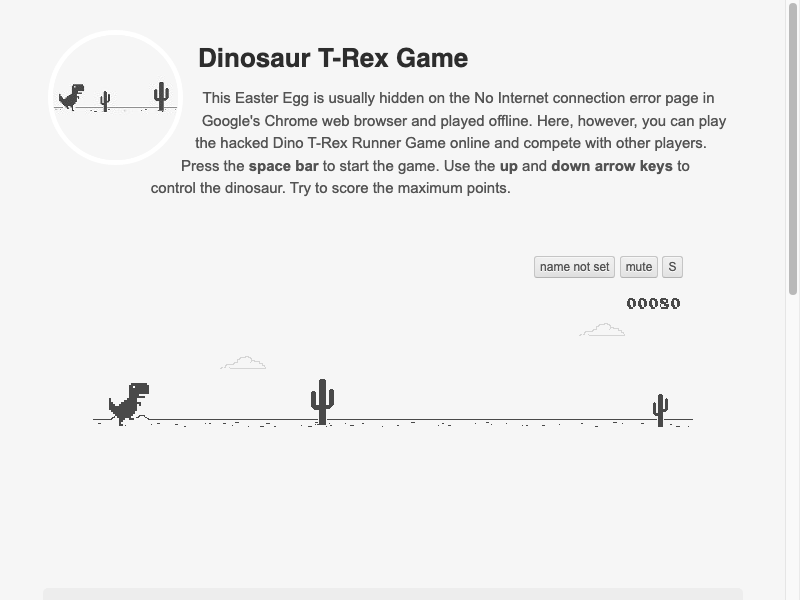 Dinosaur T-Rex Game
This Easter Egg is usually hidden on the No Internet connection error page in
Google's Chrome web browser and played offline. Here, however, you can play
the hacked Dino T-Rex Runner Game online and compete with other players.
Press the space bar to start the game. Use the up and down arrow keys to
control the dinosaur. Try to score the maximum points.
name not set mute S
00080